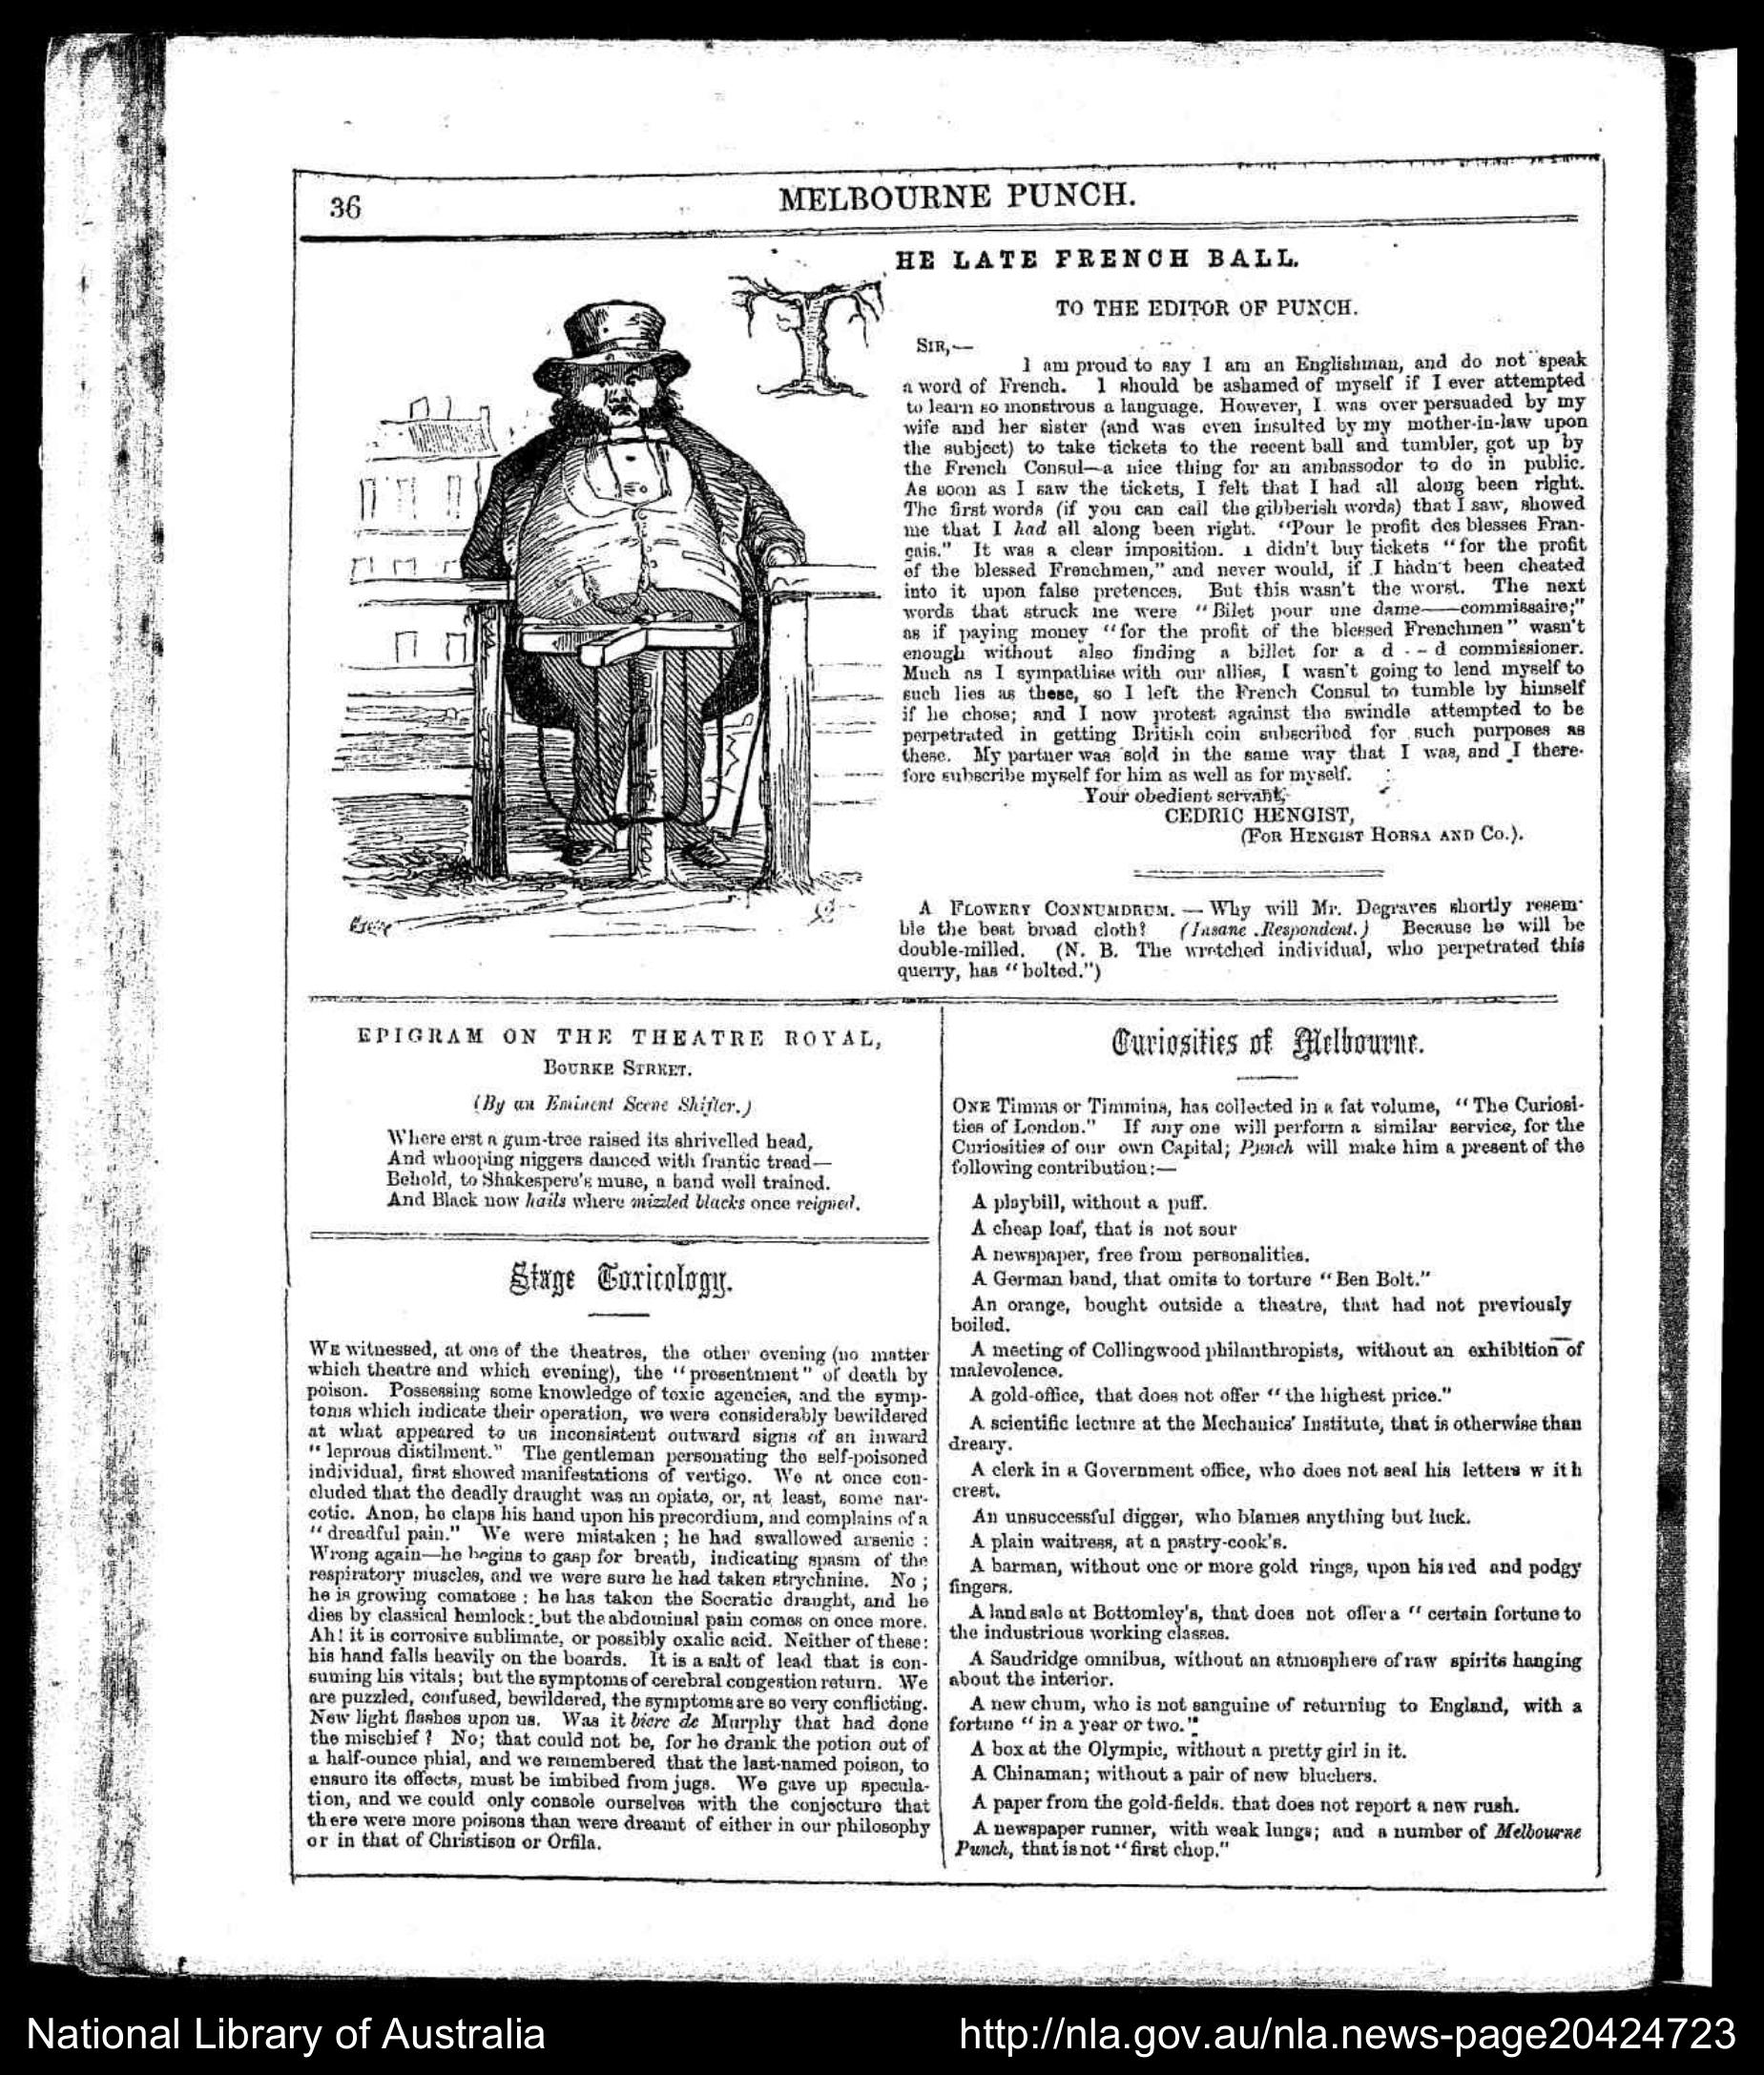 36
MELBOURNE PUNCH.
HE LATE FRENCH BALL.
TO THE EDITOR OF PUNCH.
SIR,—
I am proud to say I am an Englishman, and do not speak
a word of French. I should be ashamed of myself if I ever attempted
to learn so monstrous a language. However, I was over persuaded by my
wife and her sister (and was even insulted by my mother-in-law upon
the subject) to take tickets to the recent ball and tumbler, got up by
the French Consul—a nice thing for an ambassodor to do in public.
As soon as I saw the tickets, I felt that I had all along been right.
The first words (if you can call the gibberish words) that I saw, showed
me that I had all along been right. "Pour le profit des blesses Fran-
çais." It was a clear imposition. I didn't buy tickets "for the profit
of the blessed Frenchmen," and never would, if I hadn't been cheated
into it upon false pretences. But this wasn't the worst. The next
words that struck me were "Bilet pour une dame——commissaire;"
as if paying money "for the profit of the blessed Frenchmen" wasn't
enough without also finding a billet for a d - - d commissioner.
Much as I sympathise with our allies, I wasn't going to lend myself to
such lies as these, so I left the French Consul to tumble by himself
if he chose; and I now protest against the swindle attempted to be
perpetrated in getting British coin subscribed for such purposes as
these. My partner was sold in the same way that I was, and I there-
fore subscribe myself for him as well as for myself.
Your obedient servant,
CEDRIC HENGIST,
(FOR HENGIST HORSA AND CO.).
A FLOWERY CONNUMDRUM. — Why will Mr. Degraves shortly resem-
ble the best broad cloth? (Insane Respondent.) Because he will be
double-milled. (N. B. The wretched individual, who perpetrated this
querry, has "bolted.")
EPIGRAM ON THE THEATRE ROYAL,
BOURKE STREET.
(By an Eminent Scene Shifter.)
Where erst a gum-tree raised its shrivelled head,
And whooping niggers danced with frantic tread—
Behold, to Shakespere's muse, a band well trained.
And Black now hails where mizzled blacks once reigned.
Stage Toxicology.
WE witnessed, at one of the theatres, the other evening (no matter
which theatre and which evening), the "presentment" of death by
poison. Possessing some knowledge of toxic agencies, and the symp-
toms which indicate their operation, we were considerably bewildered
at what appeared to us inconsistent outward signs of an inward
"leprous distilment." The gentleman personating the self-poisoned
individual, first showed manifestations of vertigo. We at once con-
cluded that the deadly draught was an opiate, or, at least, some nar-
cotic. Anon, he claps his hand upon his precordium, and complains of a
"dreadful pain." We were mistaken ; he had swallowed arsenic :
Wrong again—he begins to gasp for breath, indicating spasm of the
respiratory muscles, and we were sure he had taken strychnine. No ;
he is growing comatose : he has taken the Socratic draught, and he
dies by classical hemlock: but the abdominal pain comes on once more.
Ah! it is corrosive sublimate, or possibly oxalic acid. Neither of these:
his hand falls heavily on the boards. It is a salt of lead that is con-
suming his vitals; but the symptoms of cerebral congestion return. We
are puzzled, confused, bewildered, the symptoms are so very conflicting.
New light flashes upon us. Was it biere de Murphy that had done
the mischief? No; that could not be, for he drank the potion out of
a half-ounce phial, and we remembered that the last-named poison, to
ensure its effects, must be imbibed from jugs. We gave up specula-
tion, and we could only console ourselves with the conjecture that
there were more poisons than were dreamt of either in our philosophy
or in that of Christison or Orfila.
Curiosities of Melbourne.
ONE Timms or Timmins, has collected in a fat volume, "The Curiosi-
ties of London." If any one will perform a similar service, for the
Curiosities of our own Capital; Punch will make him a present of the
following contribution:—
A playbill, without a puff.
A cheap loaf, that is not sour
A newspaper, free from personalities.
A German band, that omits to torture "Ben Bolt."
An orange, bought outside a theatre, that had not previously
boiled.
A meeting of Collingwood philanthropists, without an exhibition of
malevolence.
A gold-office, that does not offer "the highest price."
A scientific lecture at the Mechanics' Institute, that is otherwise than
dreary.
A clerk in a Government office, who does not seal his letters w ith
crest.
An unsuccessful digger, who blames anything but luck.
A plain waitress, at a pastry-cook's.
A barman, without one or more gold rings, upon his red and podgy
fingers.
A land sale at Bottomley's, that does not offer a "certain fortune to
the industrious working classes.
A Sandridge omnibus, without an atmosphere of raw spirits hanging
about the interior.
A new chum, who is not sanguine of returning to England, with a
fortune "in a year or two."
A box at the Olympic, without a pretty girl in it.
A Chinaman; without a pair of new bluchers.
A paper from the gold-fields. that does not report a new rush.
A newspaper runner, with weak lungs; and a number of Melbourne
Punch, that is not "first chop."
National Library of Australia
http://nla.gov.au/nla.news-page20424723